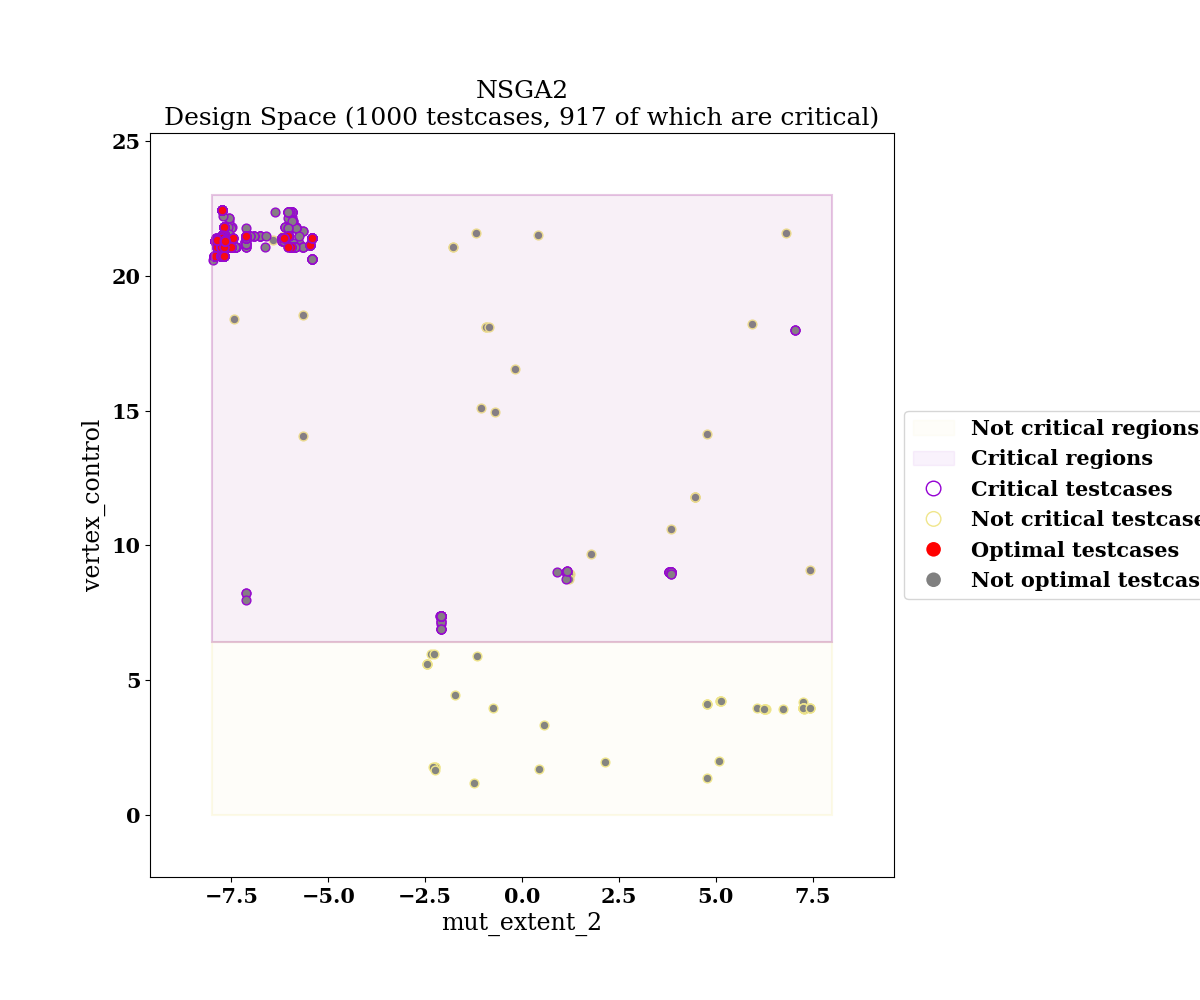 NSGA2
Design Space (1000 testcases, 917 of which are critical)
25
20
15
10
5
0
vertex_control
−7.5
−5.0
−2.5
0.0
2.5
5.0
7.5
mut_extent_2
Not critical regions
Critical regions
Critical testcases
Not critical testcase
Optimal testcases
Not optimal testcas